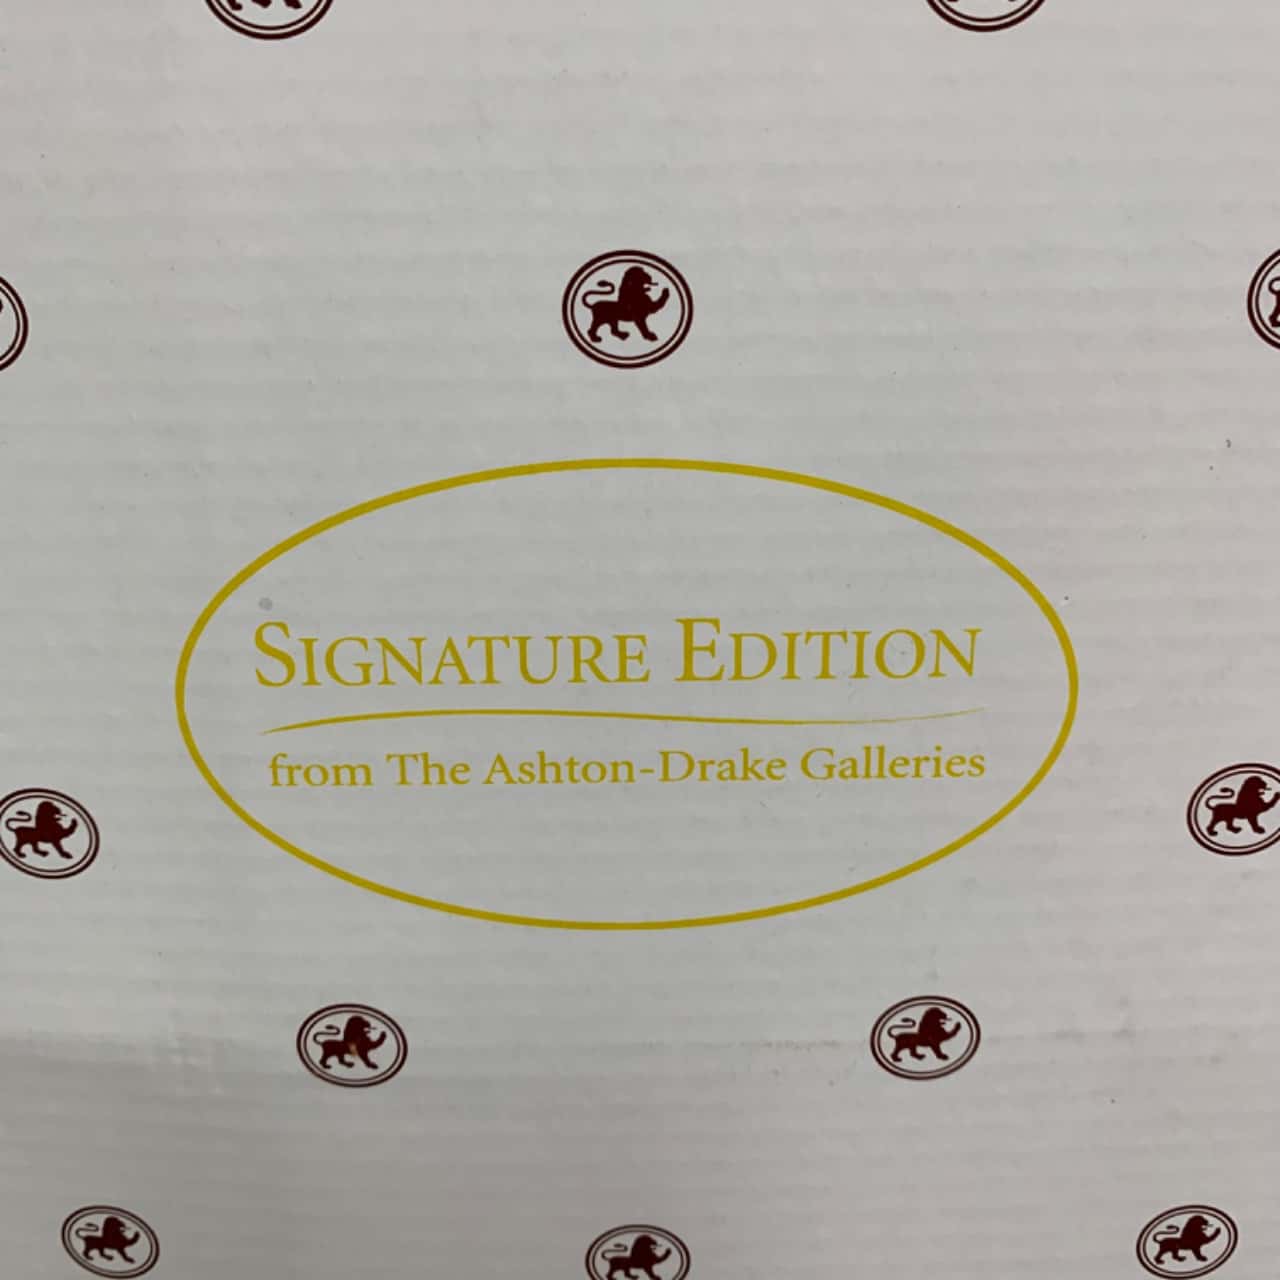 SIGNATURE EDITION
from The Ashton-Drake Galleries